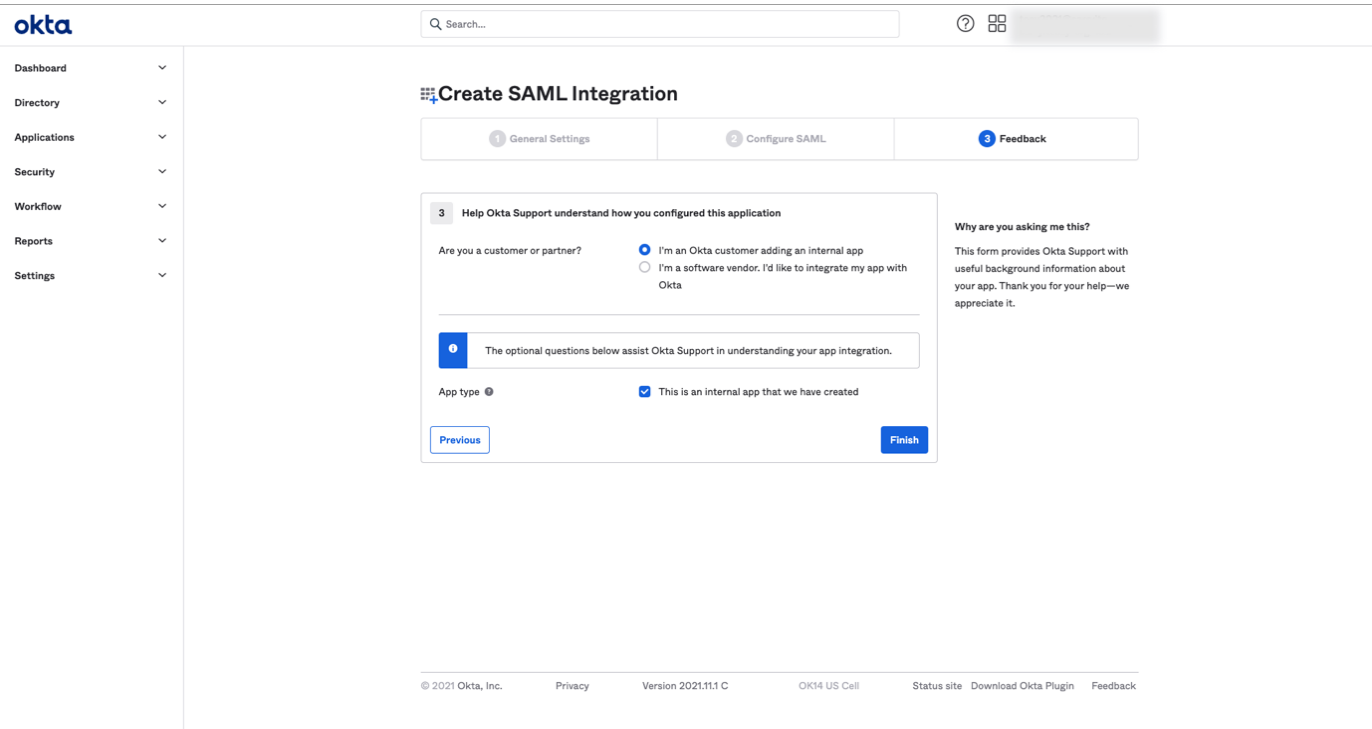 okta
Search...
Dashboard
Directory
Applications
Security
Workflow
Reports
Settings
Create SAML Integration
1 General Settings
2 Configure SAML
3 Feedback
3 Help Okta Support understand how you configured this application
Are you a customer or partner?
I'm an Okta customer adding an internal app
I'm a software vendor. I'd like to integrate my app with
Okta
The optional questions below assist Okta Support in understanding your app integration.
App type
This is an internal app that we have created
Previous
Finish
Why are you asking me this?
This form provides Okta Support with
useful background information about
your app. Thank you for your help—we
appreciate it.
© 2021 Okta, Inc.
Privacy
Version 2021.11.1 C
OK14 US Cell
Status site
Download Okta Plugin
Feedback